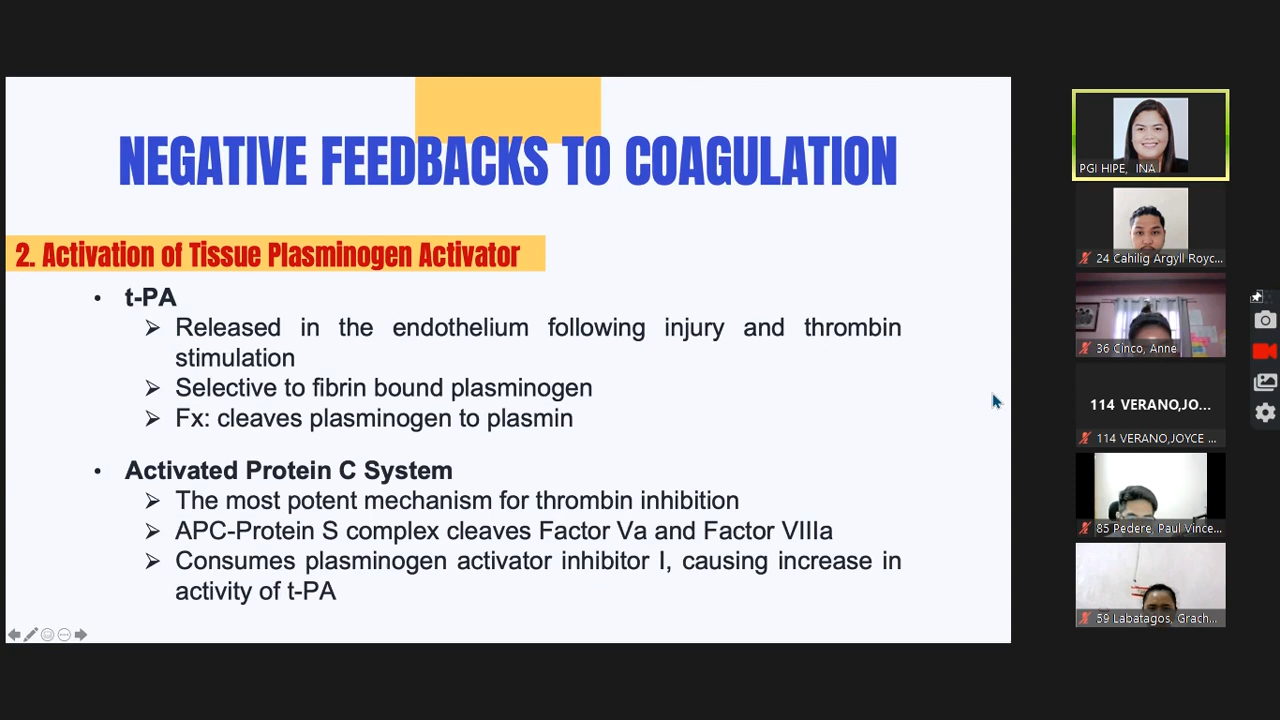 NEGATIVE FEEDBACKS TO COAGULATION
2. Activation of Tissue Plasminogen Activator
• t-PA
➢ Released in the endothelium following injury and thrombin
stimulation
➢ Selective to fibrin bound plasminogen
➢ Fx: cleaves plasminogen to plasmin
• Activated Protein C System
➢ The most potent mechanism for thrombin inhibition
➢ APC-Protein S complex cleaves Factor Va and Factor VIIIa
➢ Consumes plasminogen activator inhibitor I, causing increase in
activity of t-PA
PGI HIPE, INA
24 Cahilig Argyll Royc...
36 Cinco, Anne
114 VERANO,JO...
114 VERANO,JOYCE ...
85 Pedere, Paul Vince...
59 Labatagos, Grach...